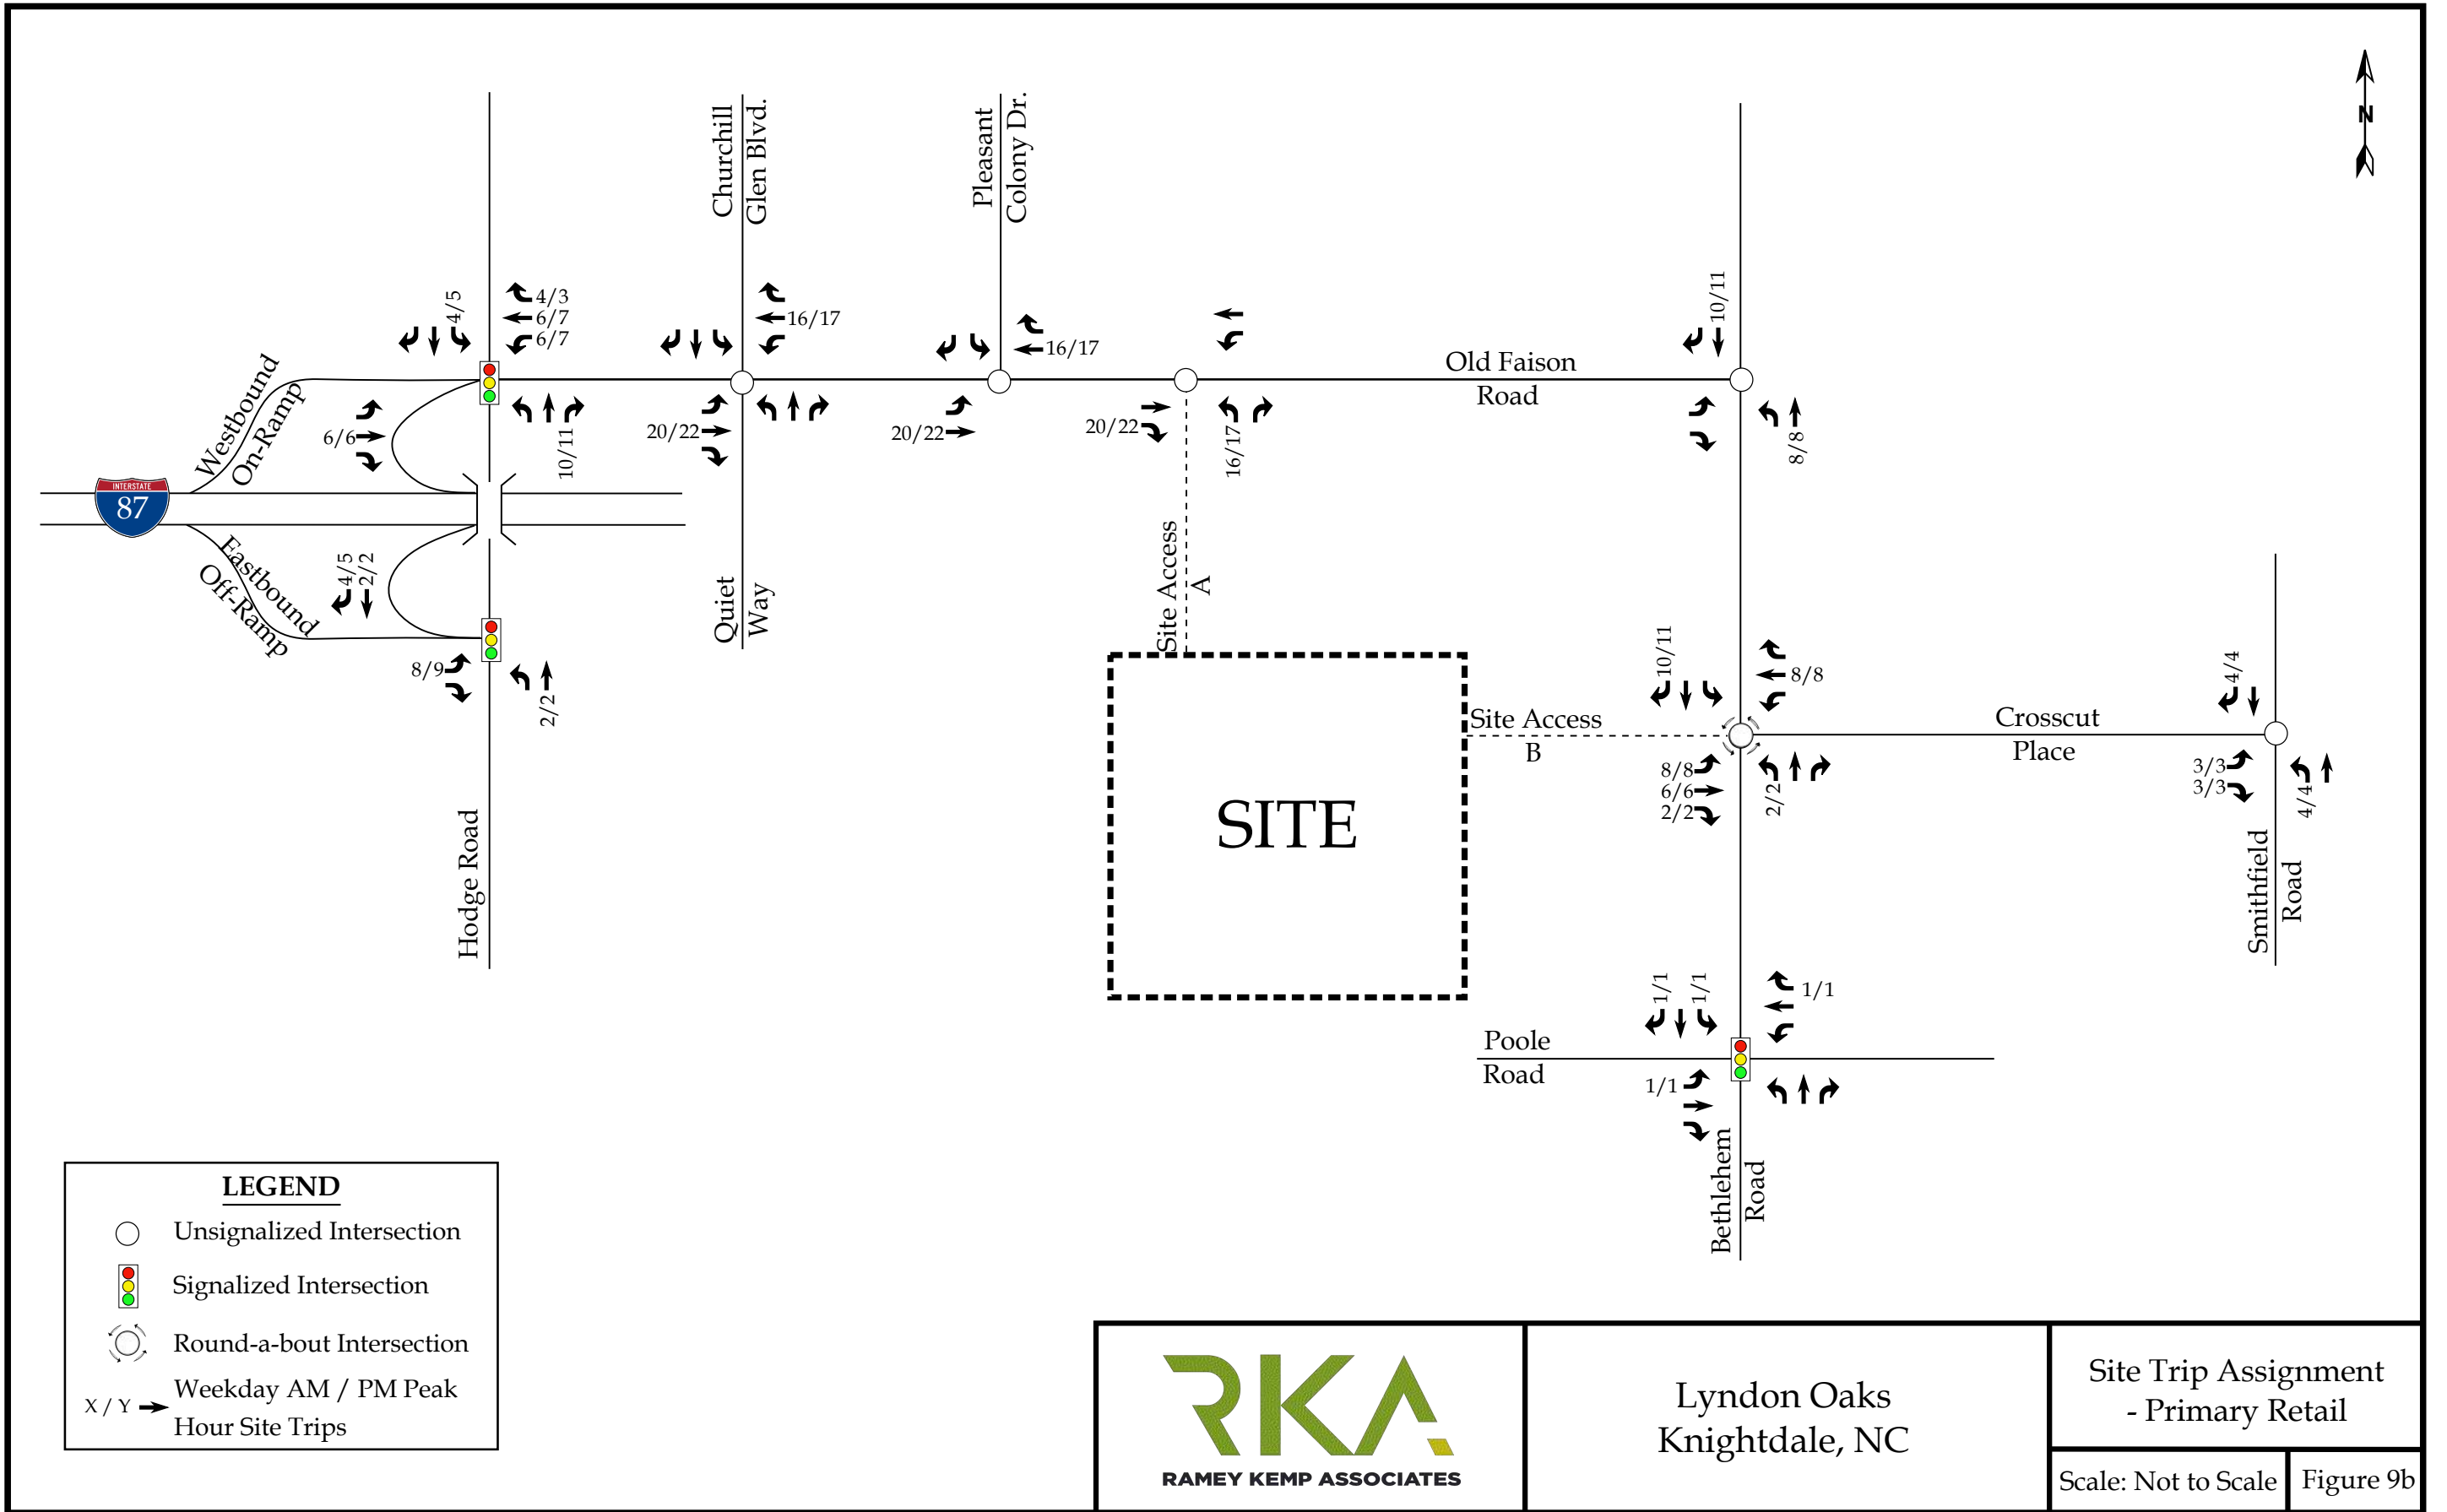 N
Churchill
Glen Blvd.
Pleasant
Colony Dr.
4/5
4/3
6/7
6/7
16/17
16/17
10/11
Westbound
On-Ramp
6/6
10/11
20/22
20/22
20/22
16/17
Old Faison
Road
8/8
INTERSTATE
87
Eastbound
Off-Ramp
4/5
2/2
8/9
2/2
Hodge Road
Quiet
Way
Site Access
A
SITE
Site Access
B
10/11
8/8
8/8
6/6
2/2
2/2
Crosscut
Place
4/4
3/3
3/3
4/4
Smithfield
Road
1/1
1/1
1/1
Poole
Road
1/1
Bethlehem
Road
LEGEND
Unsignalized Intersection
Signalized Intersection
Round-a-bout Intersection
X / Y
Weekday AM / PM Peak
Hour Site Trips
RKA
RAMEY KEMP ASSOCIATES
Lyndon Oaks
Knightdale, NC
Site Trip Assignment
- Primary Retail
Scale: Not to Scale
Figure 9b